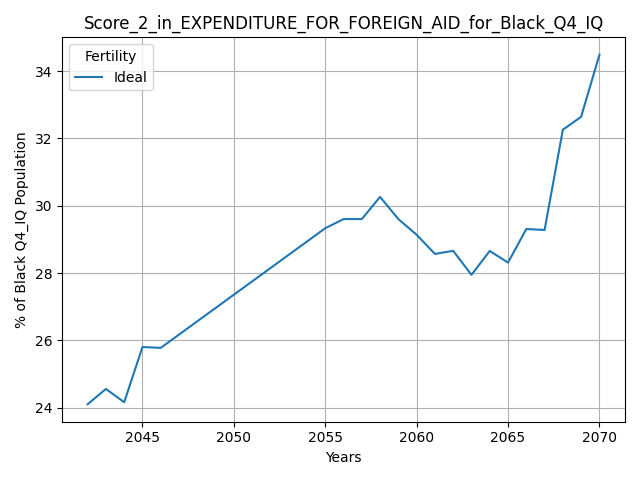 Score_2_in_EXPENDITURE_FOR_FOREIGN_AID_for_Black_Q4_IQ
Fertility
Ideal
% of Black Q4_IQ Population
34
32
30
28
26
24
2045 2050 2055 2060 2065 2070
Years